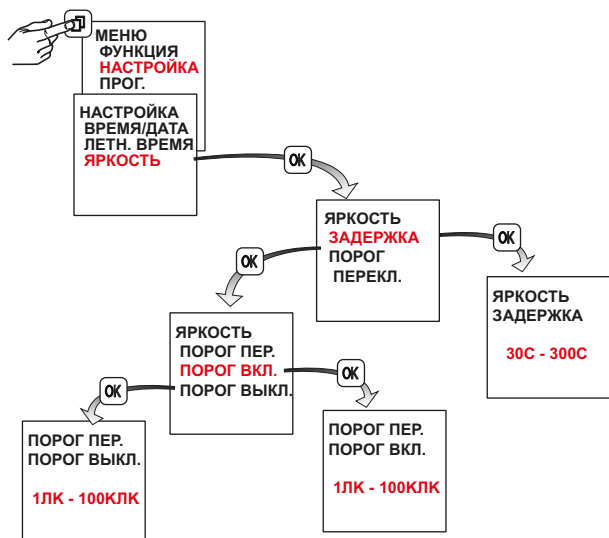 МЕНЮ
ФУНКЦИЯ
НАСТРОЙКА
ПРОГ.
НАСТРОЙКА
ВРЕМЯ/ДАТА
ЛЕТН. ВРЕМЯ
ЯРКОСТЬ
OK
ЯРКОСТЬ
ЗАДЕРЖКА
ПОРОГ
ПЕРЕКЛ.
OK
OK
ЯРКОСТЬ
ЗАДЕРЖКА
30С - 300С
ЯРКОСТЬ
ПОРОГ ПЕР.
ПОРОГ ВКЛ.
ПОРОГ ВЫКЛ.
OK
OK
ПОРОГ ПЕР.
ПОРОГ ВЫКЛ.
1ЛК - 100КЛК
ПОРОГ ПЕР.
ПОРОГ ВКЛ.
1ЛК - 100КЛК